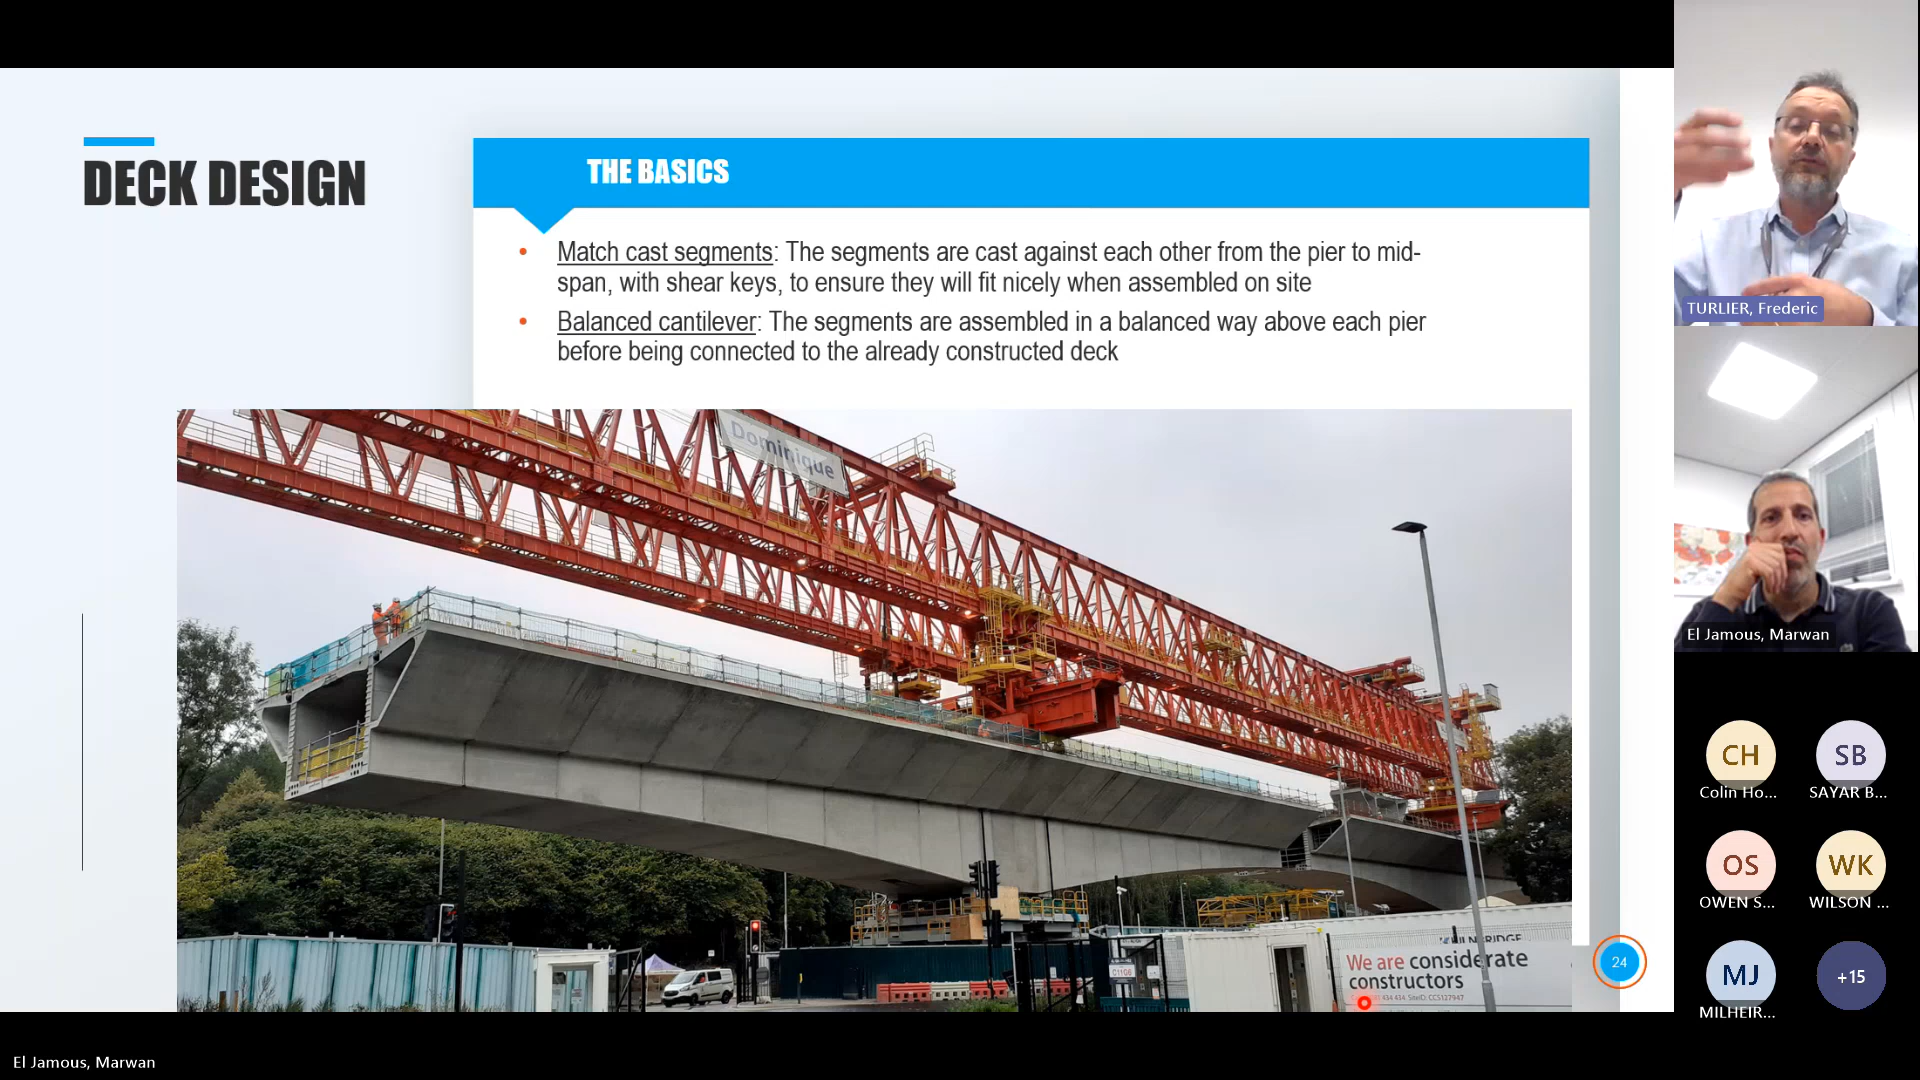 DECK DESIGN
THE BASICS
• Match cast segments: The segments are cast against each other from the pier to mid-
span, with shear keys, to ensure they will fit nicely when assembled on site
• Balanced cantilever: The segments are assembled in a balanced way above each pier
before being connected to the already constructed deck
Dominique
We are considerate
constructors
24
TURLIER, Frederic
El Jamous, Marwan
CH
Colin Ho...
SB
SAYAR B...
OS
OWEN S...
WK
WILSON ...
MJ
MILHEIR...
+15
El Jamous, Marwan